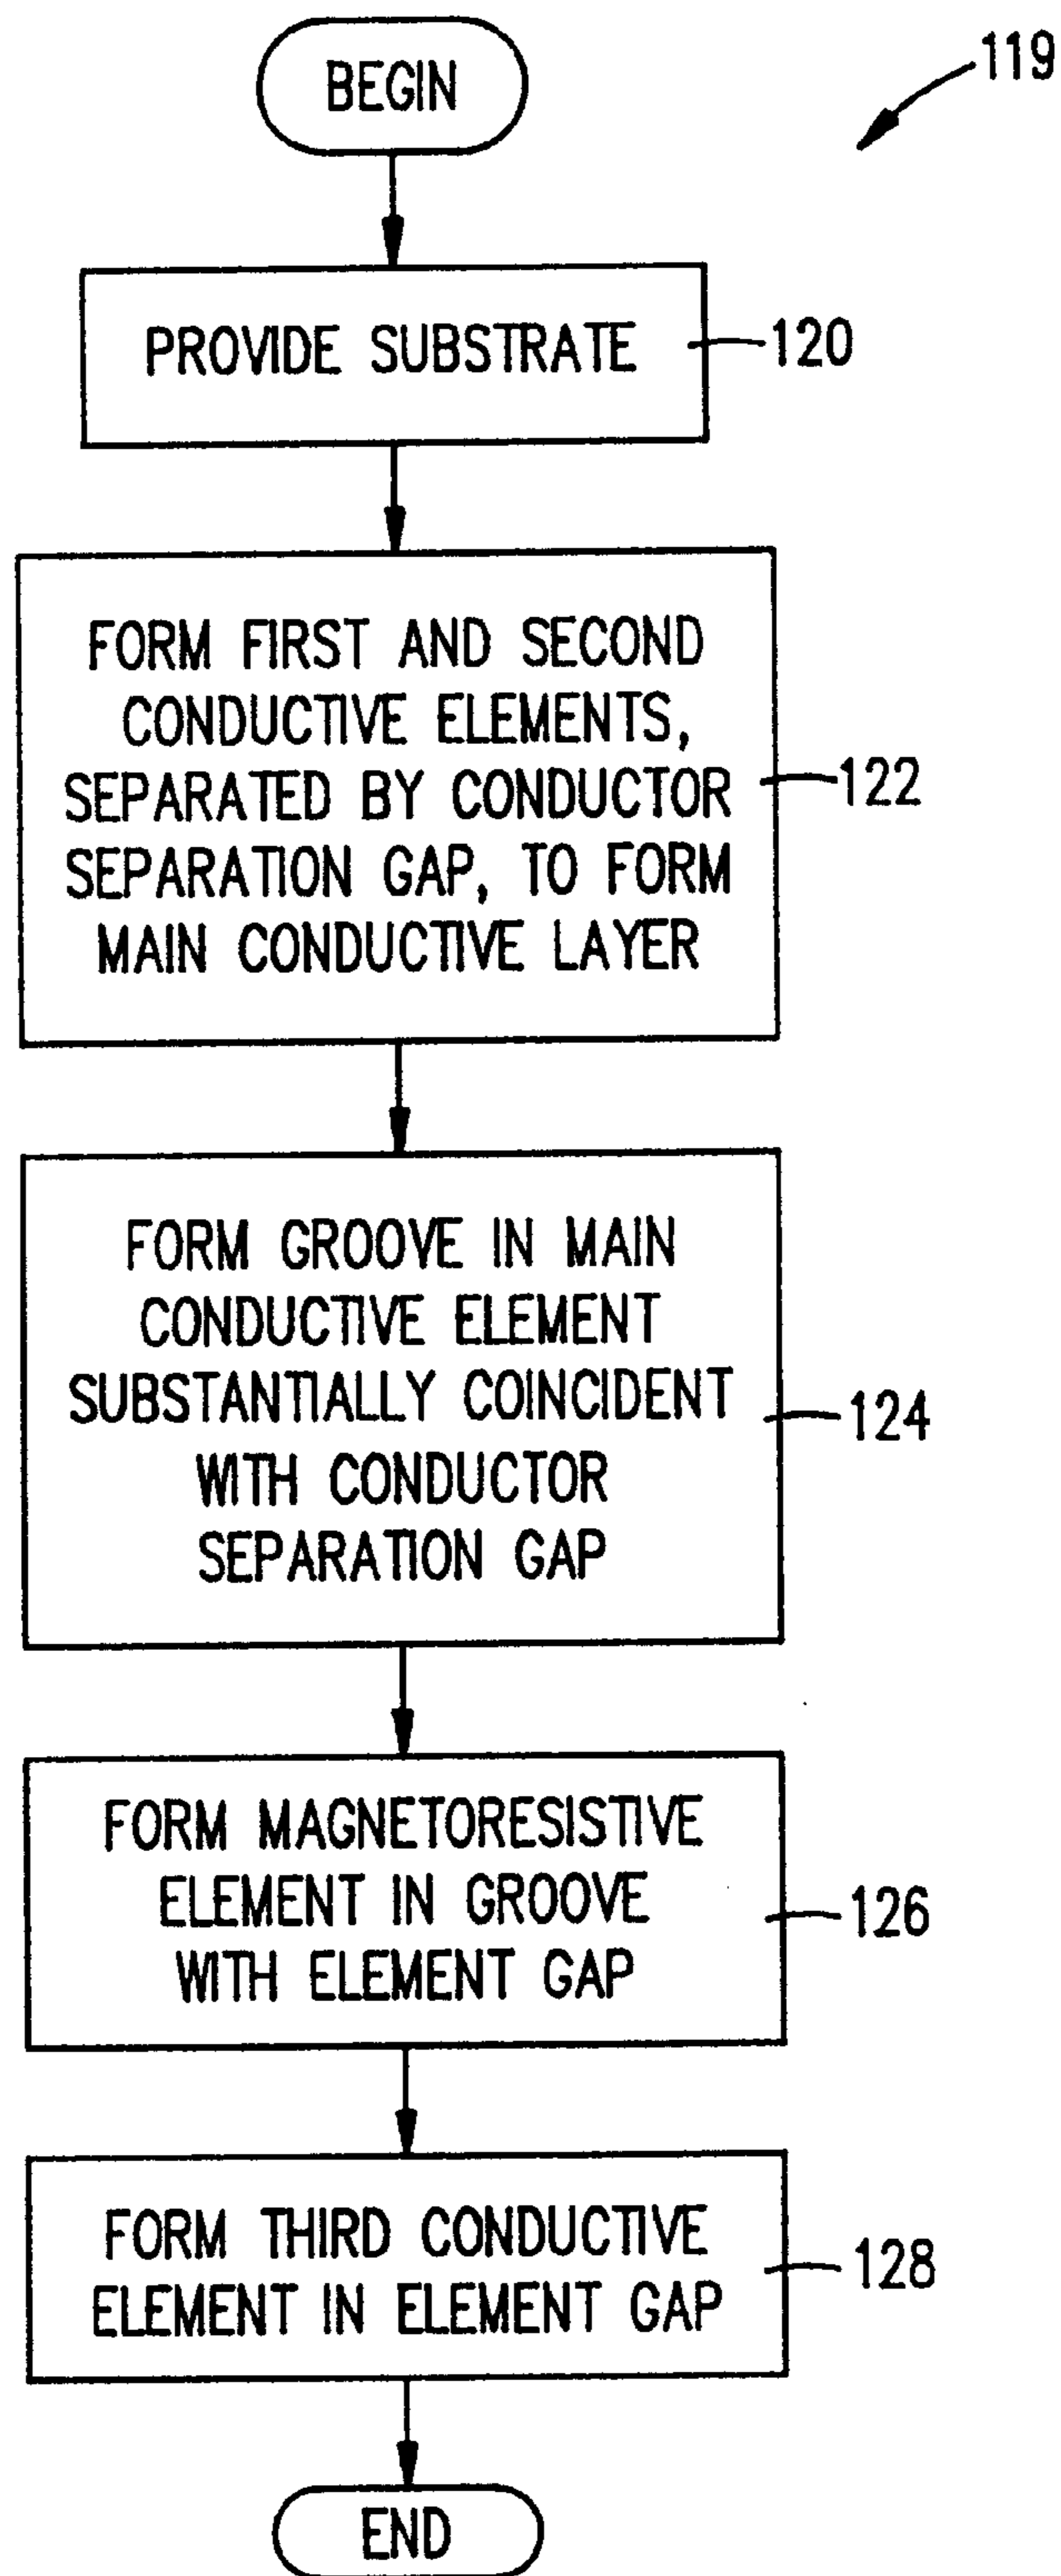 BEGIN
119
PROVIDE SUBSTRATE
120
FORM FIRST AND SECOND
CONDUCTIVE ELEMENTS,
SEPARATED BY CONDUCTOR
SEPARATION GAP, TO FORM
MAIN CONDUCTIVE LAYER
122
FORM GROOVE IN MAIN
CONDUCTIVE ELEMENT
SUBSTANTIALLY COINCIDENT
WITH CONDUCTOR
SEPARATION GAP
124
FORM MAGNETORESISTIVE
ELEMENT IN GROOVE
WITH ELEMENT GAP
126
FORM THIRD CONDUCTIVE
ELEMENT IN ELEMENT GAP
128
END